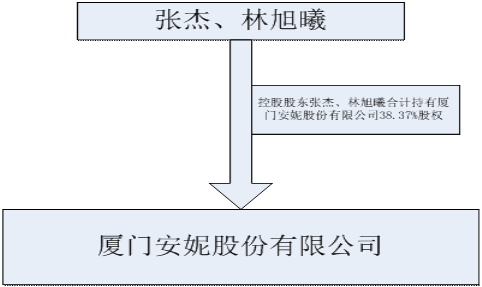 张杰、林旭曦
控股股东张杰、林旭曦合计持有厦
门安妮股份有限公司38.37%股权
厦门安妮股份有限公司